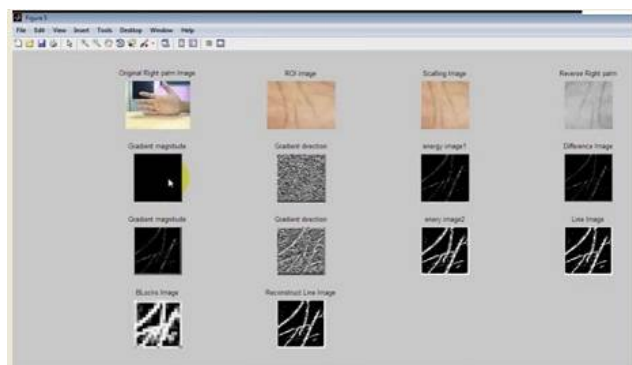 Figure 5
File Edit View Insert Tools Desktop Window Help
Original Right palm Image ROI Image Scalling Image Reverse Right palm
Gradient magnitude Gradient direction energy image1 Difference Image
Gradient magnitude Gradient direction enery image2 Line Image
BLocks Image Reconstruct Line Image